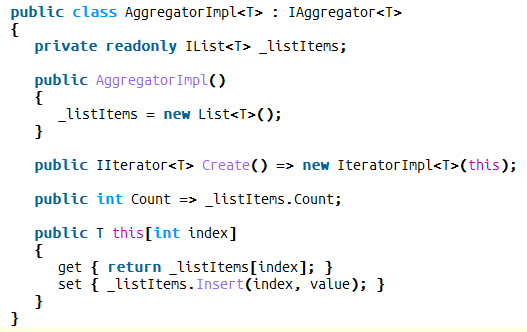 public class AggregatorImpl<T> : IAggregator<T>
{
    private readonly IList<T> _listItems;

    public AggregatorImpl()
    {
        _listItems = new List<T>();
    }

    public IIterator<T> Create() => new IteratorImpl<T>(this);

    public int Count => _listItems.Count;

    public T this[int index]
    {
        get { return _listItems[index]; }
        set { _listItems.Insert(index, value); }
    }
}